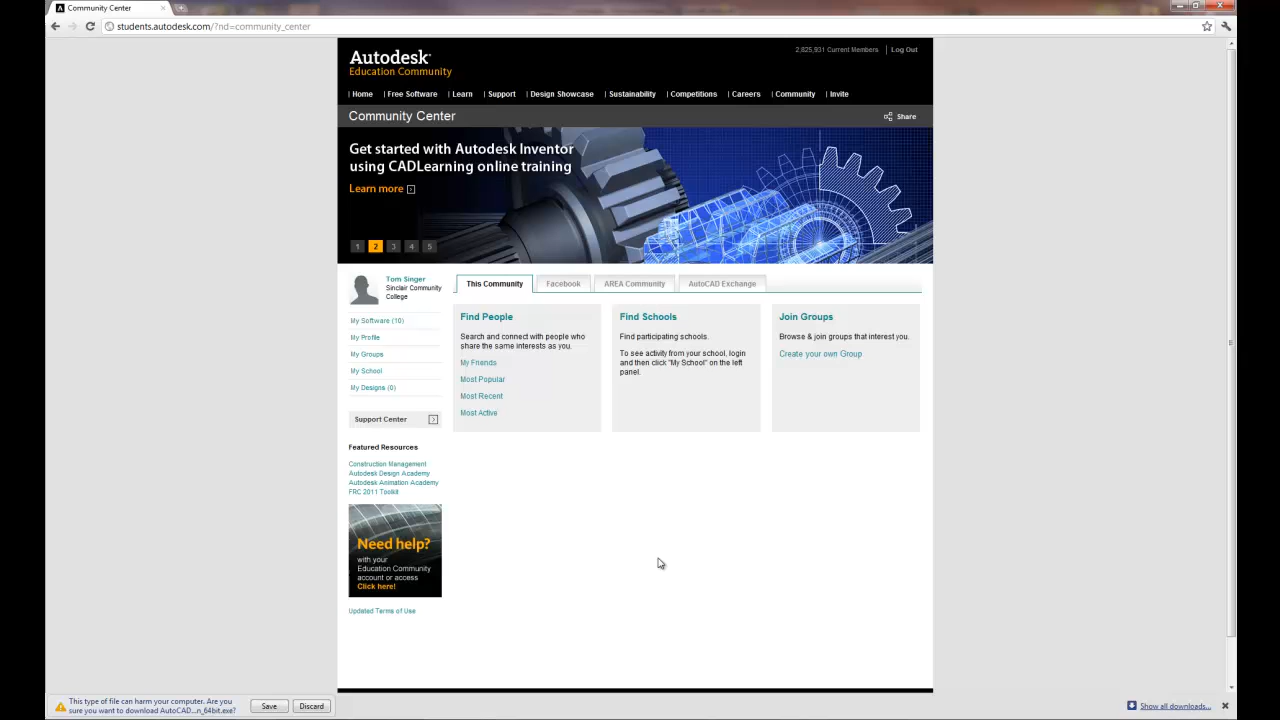 Community Center
students.autodesk.com/?nd=community_center
Autodesk
Education Community
2,825,931 Current Members | Log Out
| Home | Free Software | Learn | Support | Design Showcase | Sustainability | Competitions | Careers | Community | Invite
Community Center
Share
Get started with Autodesk Inventor
using CADLearning online training
Learn more
1 2 3 4 5
Tom Singer
Sinclair Community
College
My Software (10)
My Profile
My Groups
My School
My Designs (0)
Support Center
Featured Resources
Construction Management
Autodesk Design Academy
Autodesk Animation Academy
FRC 2011 Toolkit
Need help?
with your
Education Community
account or access
Click here!
Updated Terms of Use
This Community Facebook AREA Community AutoCAD Exchange
Find People
Search and connect with people who
share the same interests as you.
My Friends
Most Popular
Most Recent
Most Active
Find Schools
Find participating schools.
To see activity from your school, login
and then click "My School" on the left
panel.
Join Groups
Browse & join groups that interest you.
Create your own Group
This type of file can harm your computer. Are you
sure you want to download AutoCAD...n_64bit.exe?
Save
Discard
Show all downloads...